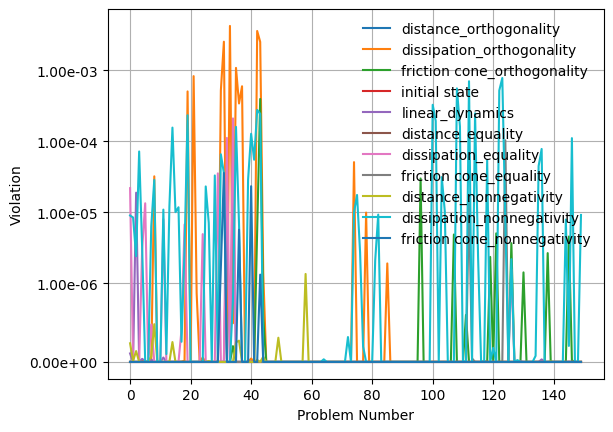 distance_orthogonality
dissipation_orthogonality
friction cone_orthogonality
initial state
linear_dynamics
distance_equality
dissipation_equality
friction cone_equality
distance_nonnegativity
dissipation_nonnegativity
friction cone_honnegativity
1.00e-03
1.00e-04
1.00e-05
1.00e-06
0.00e+00
Violation
0 20 40 60 80 100 120 140
Problem Number